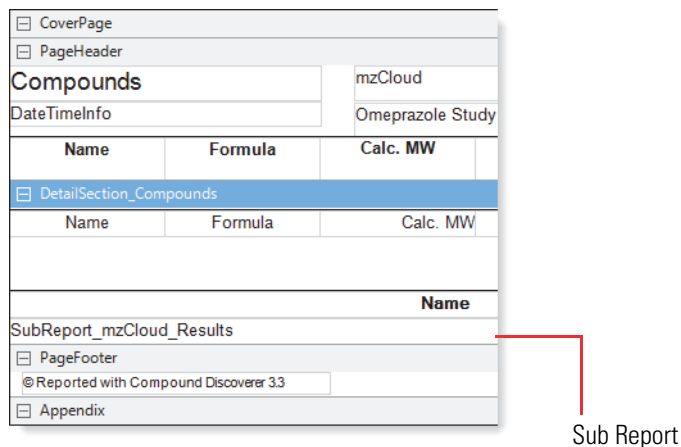 CoverPage
PageHeader
Compounds
mzCloud
DateTimeInfo
Omeprazole Study
Name Formula Calc. MW
DetailSection_Compounds
Name Formula Calc. MW
Name
SubReport_mzCloud_Results
PageFooter
© Reported with Compound Discoverer 3.3
Appendix
Sub Report